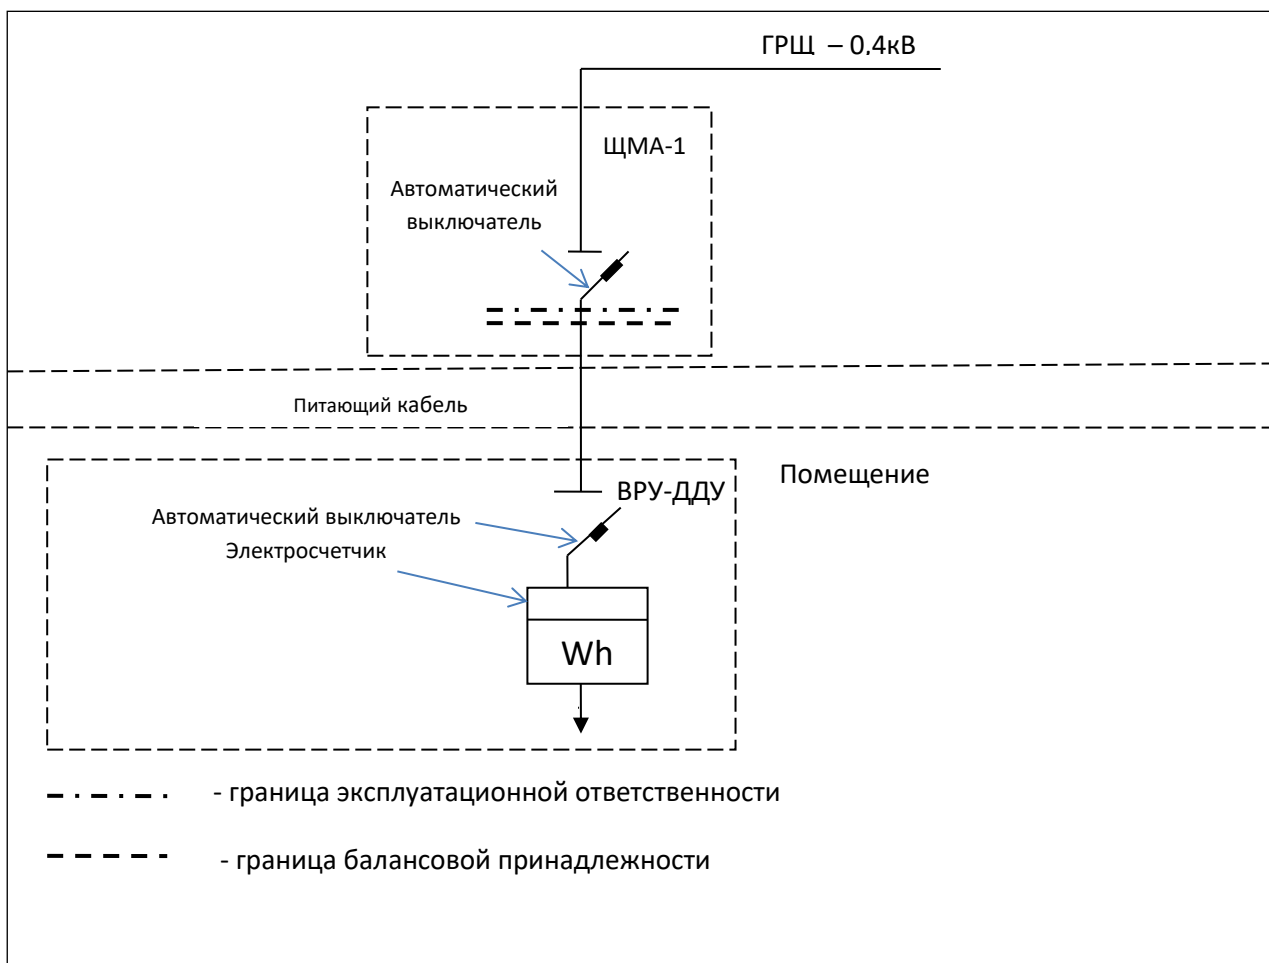 ГРЩ – 0,4кВ
ЩМА-1
Автоматический
выключатель
Питающий кабель
Помещение
ВРУ-ДДУ
Автоматический выключатель
Электросчетчик
Wh
- граница эксплуатационной ответственности
- граница балансовой принадлежности